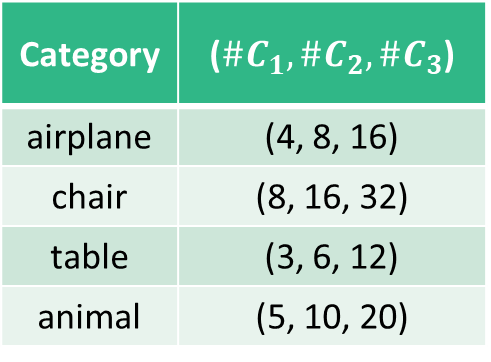 Category (#C₁, #C₂, #C₃)
airplane (4, 8, 16)
chair (8, 16, 32)
table (3, 6, 12)
animal (5, 10, 20)